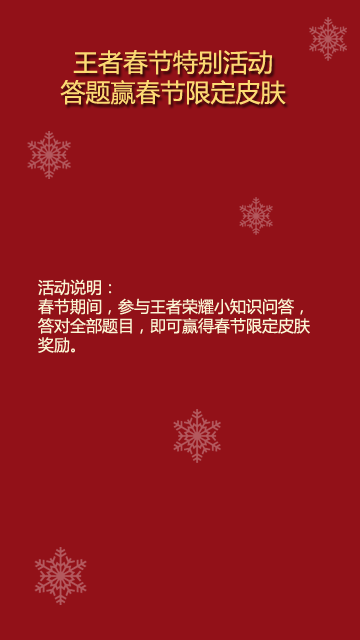 王者春节特别活动
答题赢春节限定皮肤
活动说明：
春节期间，参与王者荣耀小知识问答，
答对全部题目，即可赢得春节限定皮肤
奖励。